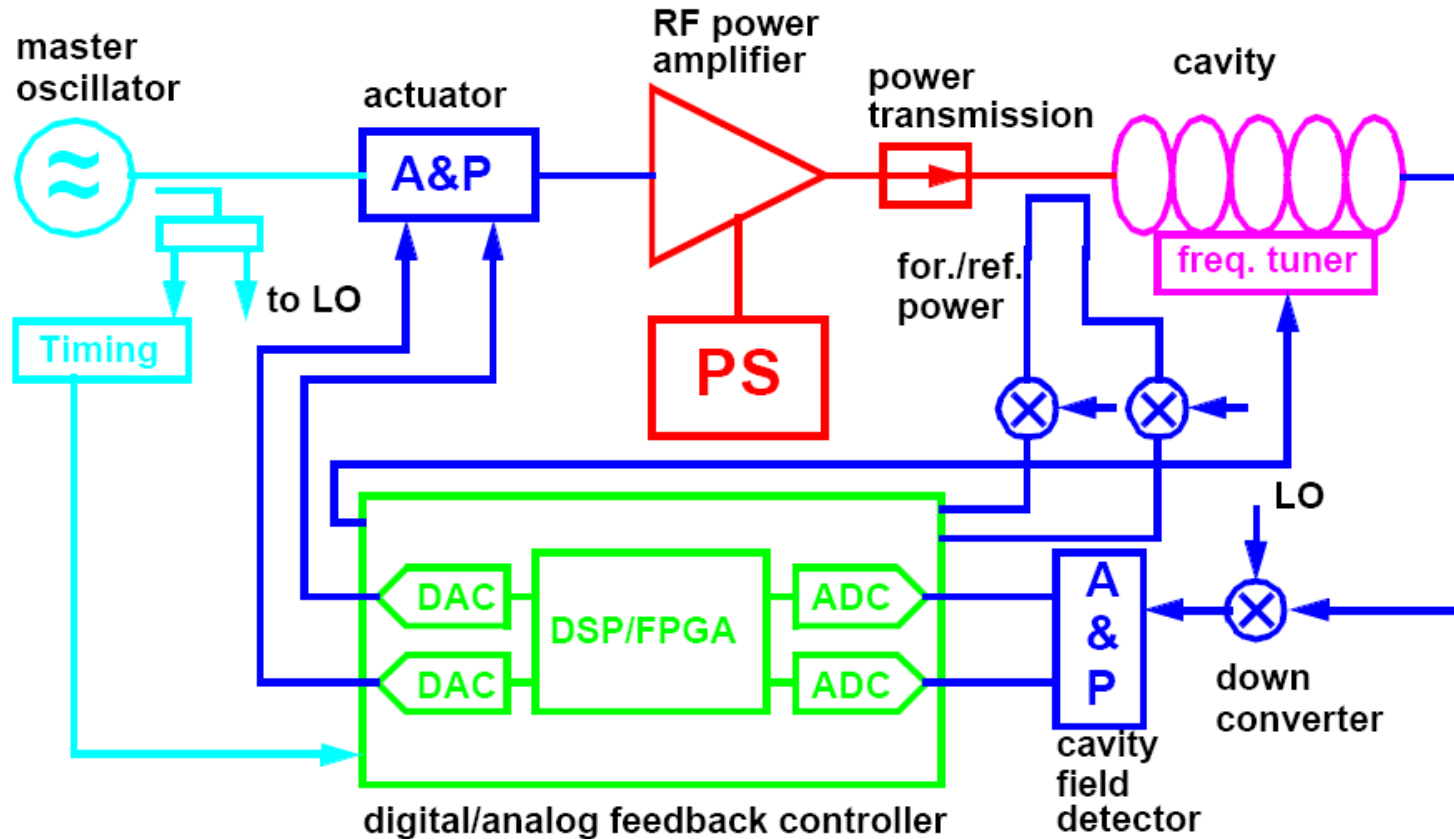 master
oscillator
≈
actuator
A&P
RF power
amplifier
power
transmission
cavity
freq. tuner
to LO
Timing
PS
for./ref.
power
LO
DAC
DSP/FPGA
ADC
DAC
ADC
A
&
P
down
converter
cavity
field
detector
digital/analog feedback controller